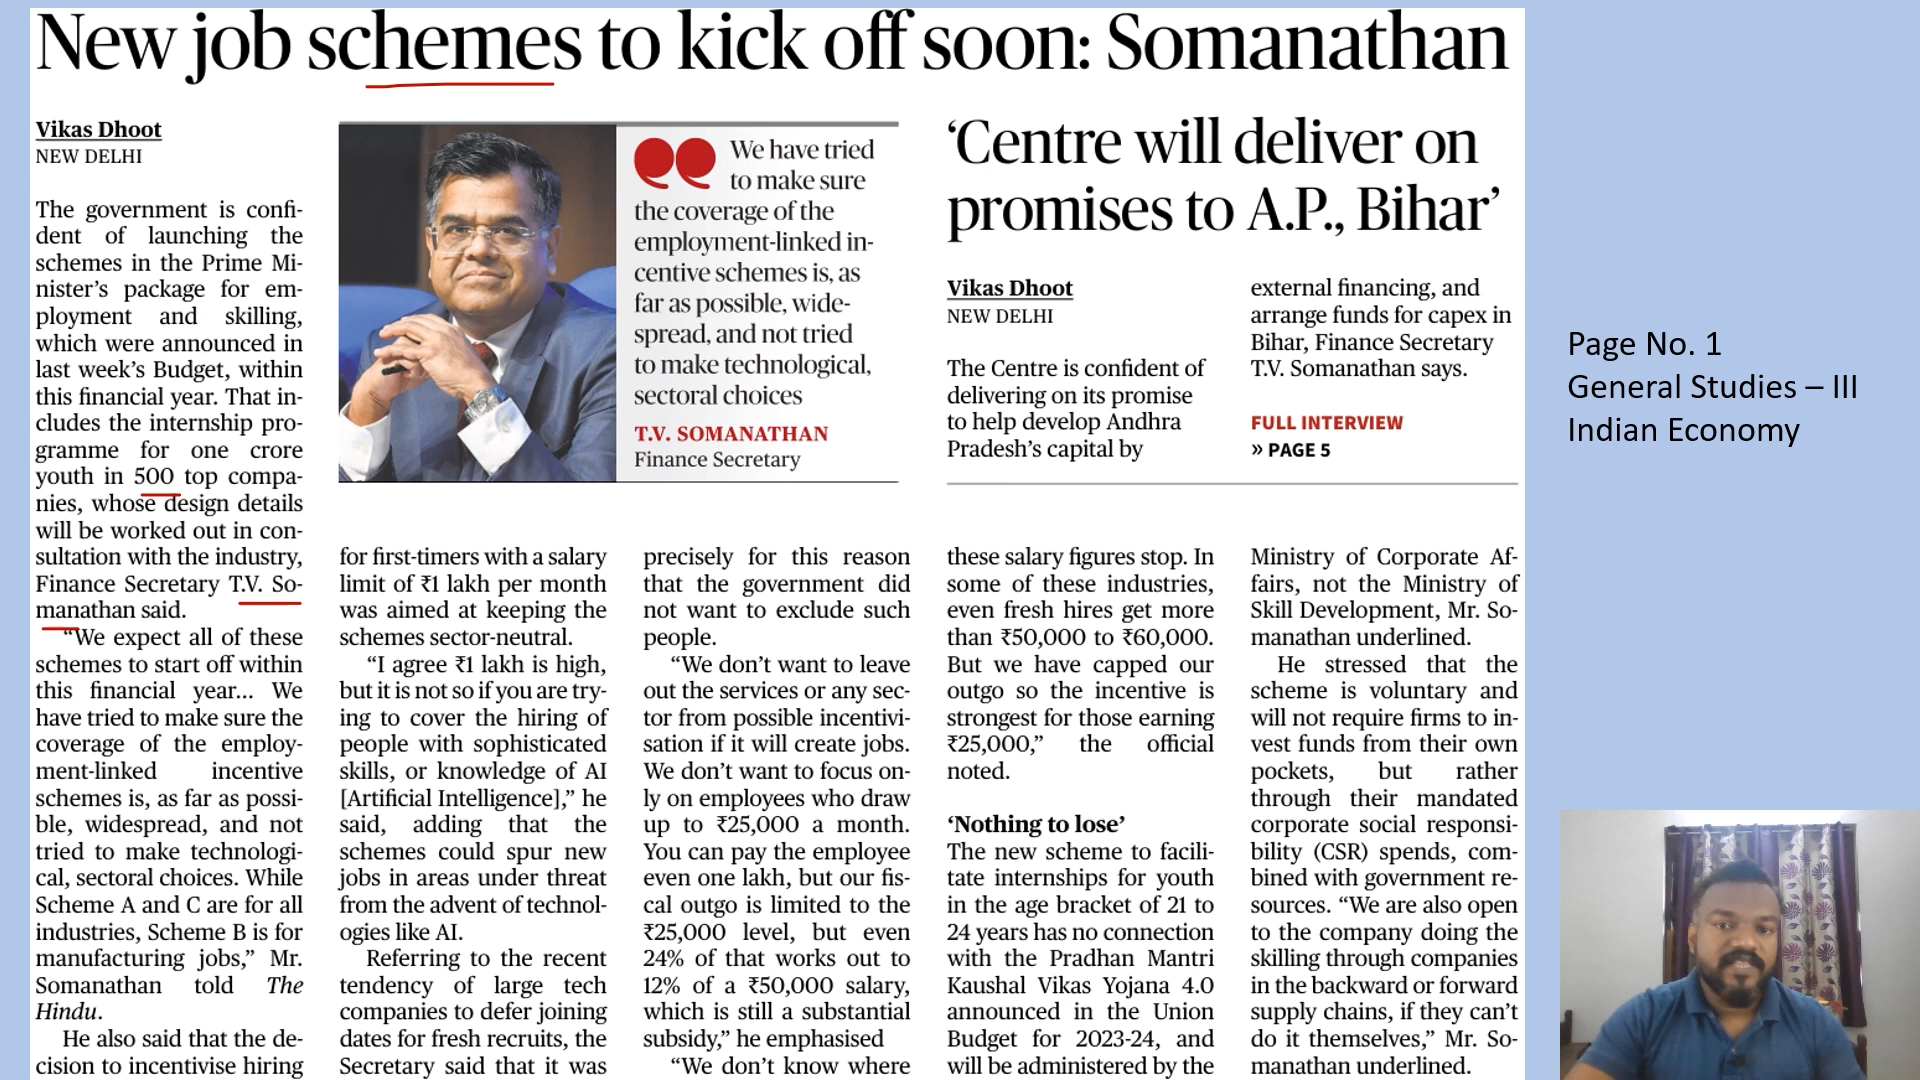 New job schemes to kick off soon: Somanathan
Vikas Dhoot
NEW DELHI
The government is confi-
dent of launching the
schemes in the Prime Mi-
nister’s package for em-
ployment and skilling,
which were announced in
last week’s Budget, within
this financial year. That in-
cludes the internship pro-
gramme for one crore
youth in 500 top compa-
nies, whose design details
will be worked out in con-
sultation with the industry,
Finance Secretary T.V. So-
manathan said.
“We expect all of these
schemes to start off within
this financial year... We
have tried to make sure the
coverage of the employ-
ment-linked incentive
schemes is, as far as possi-
ble, widespread, and not
tried to make technologi-
cal, sectoral choices. While
Scheme A and C are for all
industries, Scheme B is for
manufacturing jobs,” Mr.
Somanathan told The
Hindu.
He also said that the de-
cision to incentivise hiring
We have tried
to make sure
the coverage of the
employment-linked in-
centive schemes is, as
far as possible, wide-
spread, and not tried
to make technological,
sectoral choices
T.V. SOMANATHAN
Finance Secretary
for first-timers with a salary
limit of ₹1 lakh per month
was aimed at keeping the
schemes sector-neutral.
“I agree ₹1 lakh is high,
but it is not so if you are try-
ing to cover the hiring of
people with sophisticated
skills, or knowledge of AI
[Artificial Intelligence],” he
said, adding that the
schemes could spur new
jobs in areas under threat
from the advent of technol-
ogies like AI.
Referring to the recent
tendency of large tech
companies to defer joining
dates for fresh recruits, the
Secretary said that it was
precisely for this reason
that the government did
not want to exclude such
people.
“We don’t want to leave
out the services or any sec-
tor from possible incentivi-
sation if it will create jobs.
We don’t want to focus on-
ly on employees who draw
up to ₹25,000 a month.
You can pay the employee
even one lakh, but our fis-
cal outgo is limited to the
₹25,000 level, but even
24% of that works out to
12% of a ₹50,000 salary,
which is still a substantial
subsidy,” he emphasised
“We don’t know where
these salary figures stop. In
some of these industries,
even fresh hires get more
than ₹50,000 to ₹60,000.
But we have capped our
outgo so the incentive is
strongest for those earning
₹25,000,” the official
noted.
‘Nothing to lose’
The new scheme to facili-
tate internships for youth
in the age bracket of 21 to
24 years has no connection
with the Pradhan Mantri
Kaushal Vikas Yojana 4.0
announced in the Union
Budget for 2023-24, and
will be administered by the
Ministry of Corporate Af-
fairs, not the Ministry of
Skill Development, Mr. So-
manathan underlined.
He stressed that the
scheme is voluntary and
will not require firms to in-
vest funds from their own
pockets, but rather
through their mandated
corporate social responsi-
bility (CSR) spends, com-
bined with government re-
sources. “We are also open
to the company doing the
skilling through companies
in the backward or forward
supply chains, if they can’t
do it themselves,” Mr. So-
manathan underlined.
‘Centre will deliver on
promises to A.P., Bihar’
Vikas Dhoot
NEW DELHI
The Centre is confident of
delivering on its promise
to help develop Andhra
Pradesh’s capital by
external financing, and
arrange funds for capex in
Bihar, Finance Secretary
T.V. Somanathan says.
FULL INTERVIEW
» PAGE 5
Page No. 1
General Studies – III
Indian Economy